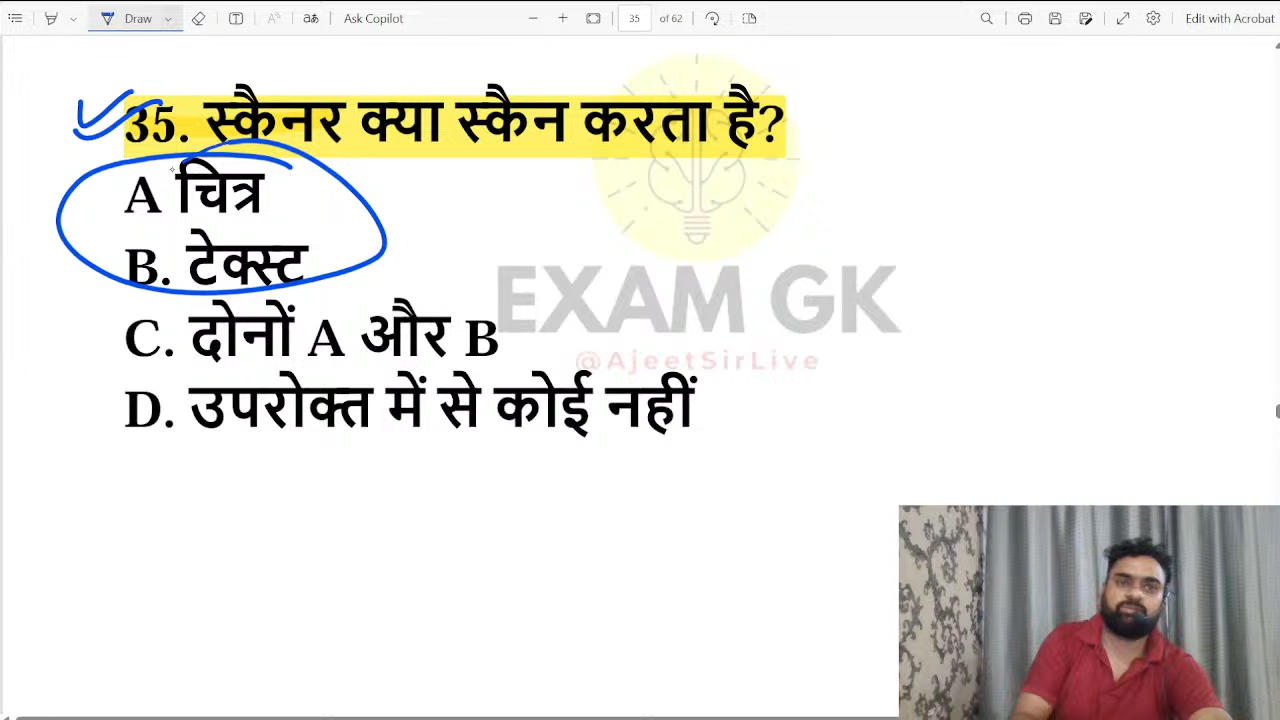 Draw
Ask Copilot
35 of 62
Edit with Acrobat
35. स्कैनर क्या स्कैन करता है?
A चित्र
B. टेक्स्ट
C. दोनों A और B
D. उपरोक्त में से कोई नहीं
EXAM GK
@AjeetSirLive